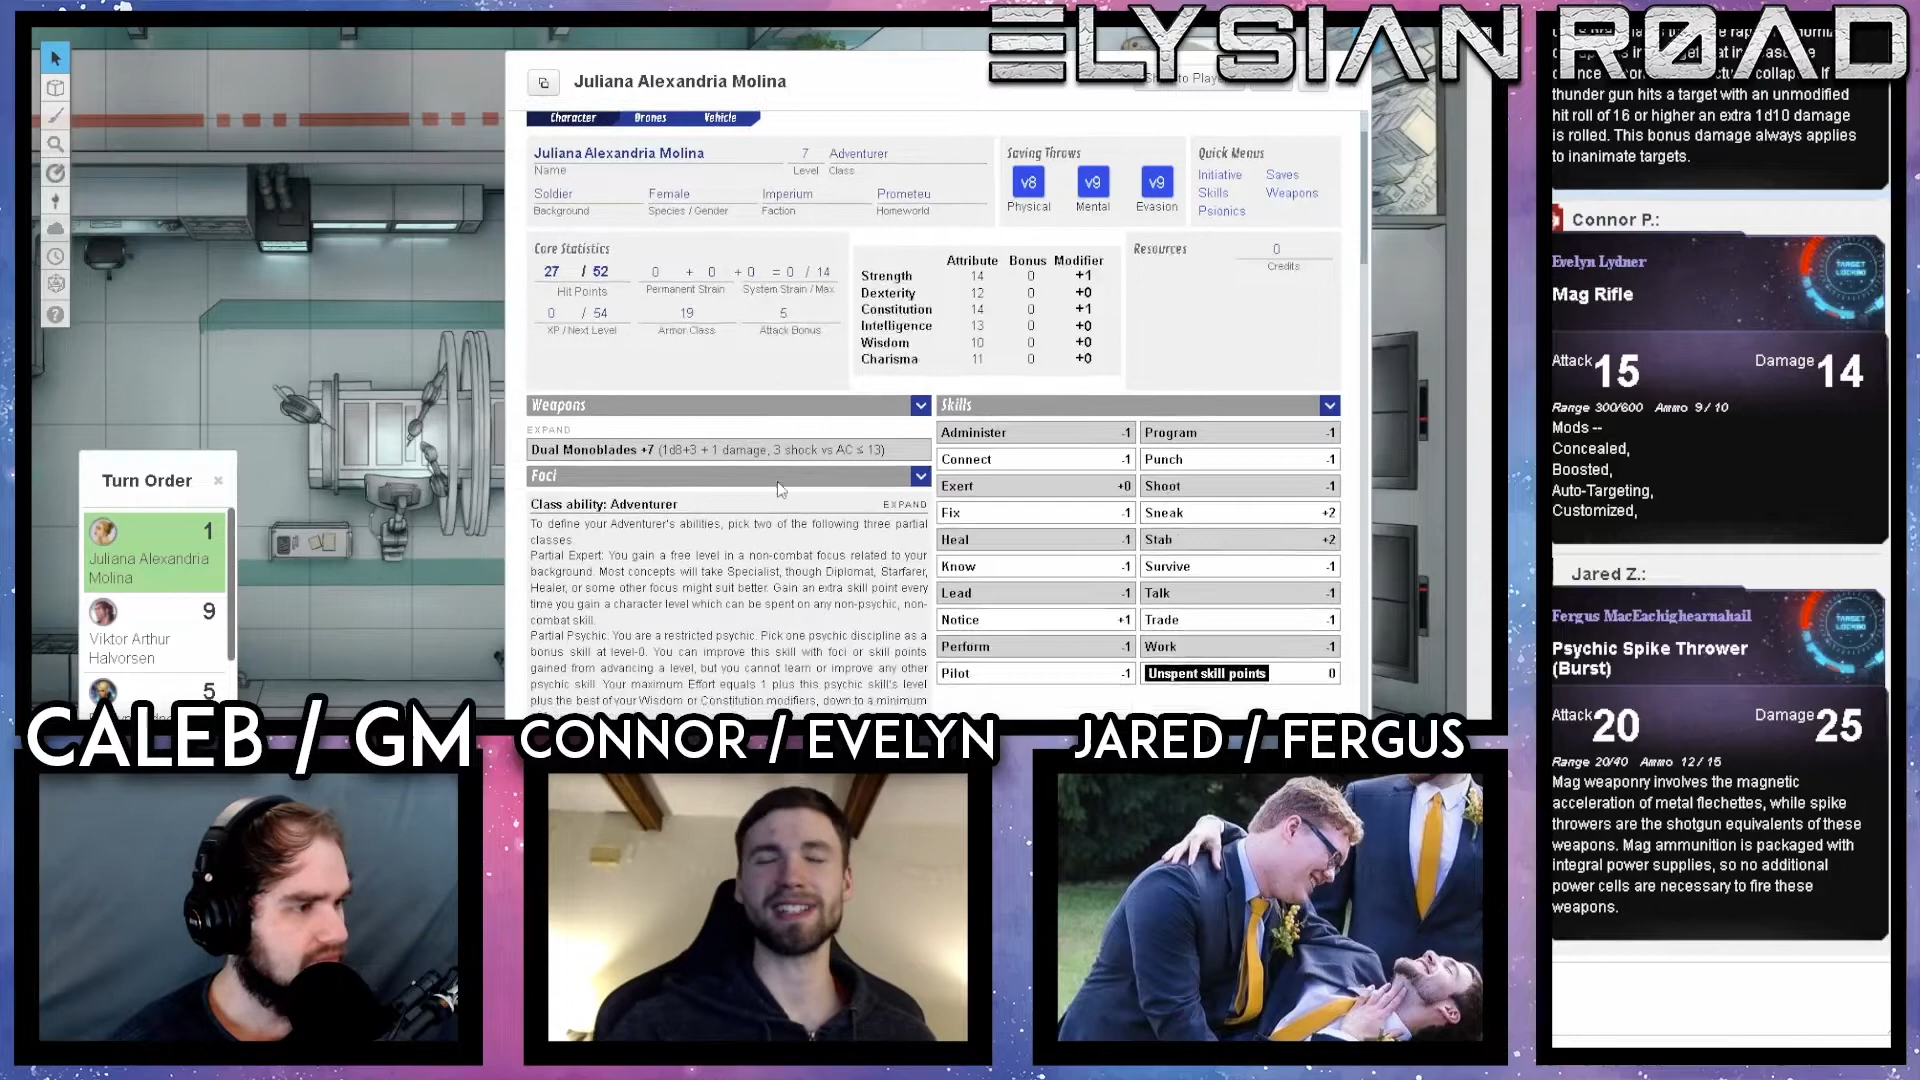 ELYSIAN RØAD
Juliana Alexandria Molina
Character
Drones
Vehicle
Juliana Alexandria Molina
Name
7
Level
Adventurer
Class
Soldier
Background
Female
Species / Gender
Imperium
Faction
Prometeu
Homeworld
Saving Throws
v8
v9
v9
Physical
Mental
Evasion
Quick Menus
Initiative
Saves
Skills
Weapons
Psionics
Core Statistics
27 / 52
Hit Points
0 + 0 + 0 = 0 / 14
Permanent Strain
System Strain / Max
0 / 54
XP / Next Level
19
Armor Class
5
Attack Bonus
Attribute Bonus Modifier
Strength 14 0 +1
Dexterity 12 0 +0
Constitution 14 0 +1
Intelligence 13 0 +0
Wisdom 10 0 +0
Charisma 11 0 +0
Resources
0
Credits
Weapons
EXPAND
Dual Monoblades +7 (1d8+3 + 1 damage, 3 shock vs AC ≤ 13)
Foci
Class ability: Adventurer EXPAND
To define your Adventurer's abilities, pick two of the following three partial
classes.
Partial Expert: You gain a free level in a non-combat focus related to your
background. Most concepts will take Specialist, though Diplomat, Starfarer,
Healer, or some other focus might suit better. Gain an extra skill point every
time you gain a character level which can be spent on any non-psychic, non-
combat skill.
Partial Psychic: You are a restricted psychic. Pick one psychic discipline as a
bonus skill at level-0. You can improve this skill with foci or skill points
gained from advancing a level, but you cannot learn or improve any other
psychic skill. Your maximum Effort equals 1 plus this psychic skill's level
plus the best of your Wisdom or Constitution modifiers, down to a minimum
Skills
Administer -1 Program -1
Connect -1 Punch -1
Exert +0 Shoot -1
Fix -1 Sneak +2
Heal -1 Stab +2
Know -1 Survive -1
Lead -1 Talk -1
Notice +1 Trade -1
Perform -1 Work -1
Pilot -1 Unspent skill points 0
Turn Order
Juliana Alexandria
Molina
1
Viktor Arthur
Halvorsen
9
5
CALEB / GM
CONNOR / EVELYN
JARED / FERGUS
thunder gun hits a target with an unmodified
hit roll of 16 or higher an extra 1d10 damage
is rolled. This bonus damage always applies
to inanimate targets.
Connor P.:
Evelyn Lydner
Mag Rifle
TARGET
LOCKED
Attack 15 Damage 14
Range 300/600 Ammo 9 / 10
Mods --
Concealed,
Boosted,
Auto-Targeting,
Customized,
Jared Z.:
Fergus MacEachighearnahail
Psychic Spike Thrower
(Burst)
TARGET
LOCKED
Attack 20 Damage 25
Range 20/40 Ammo 12 / 15
Mag weaponry involves the magnetic
acceleration of metal flechettes, while spike
throwers are the shotgun equivalents of these
weapons. Mag ammunition is packaged with
integral power supplies, so no additional
power cells are necessary to fire these
weapons.